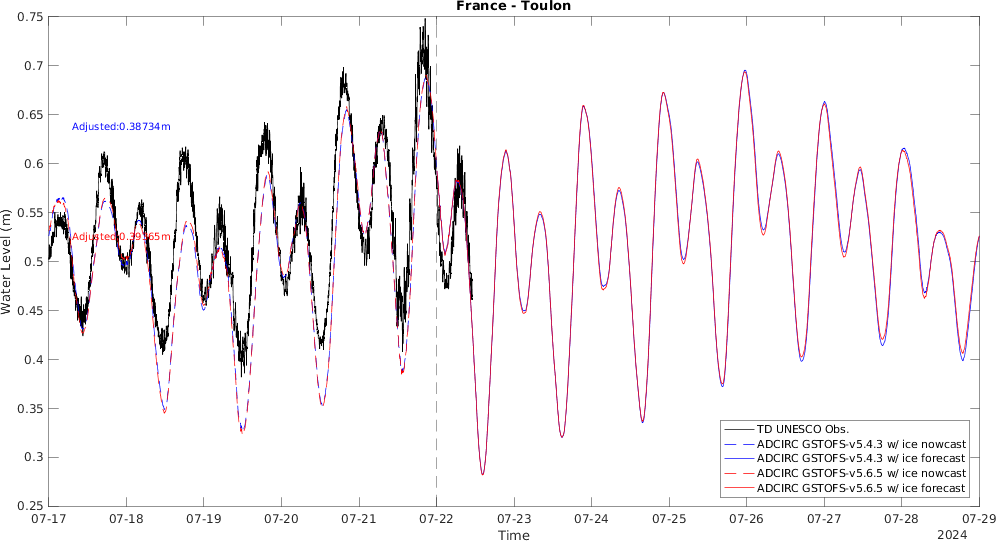 France - Toulon
0.75
0.7
0.65
0.6
0.55
0.5
0.45
0.4
0.35
0.3
0.25
Water Level (m)
Adjusted:0.38734m
TD UNESCO Obs.
ADCIRC GSTOFS-v5.4.3 w/ ice nowcast
ADCIRC GSTOFS-v5.4.3 w/ ice forecast
ADCIRC GSTOFS-v5.6.5 w/ ice nowcast
ADCIRC GSTOFS-v5.6.5 w/ ice forecast
07-17 07-18 07-19 07-20 07-21 07-22 07-23 07-24 07-25 07-26 07-27 07-28 07-29
Time
2024